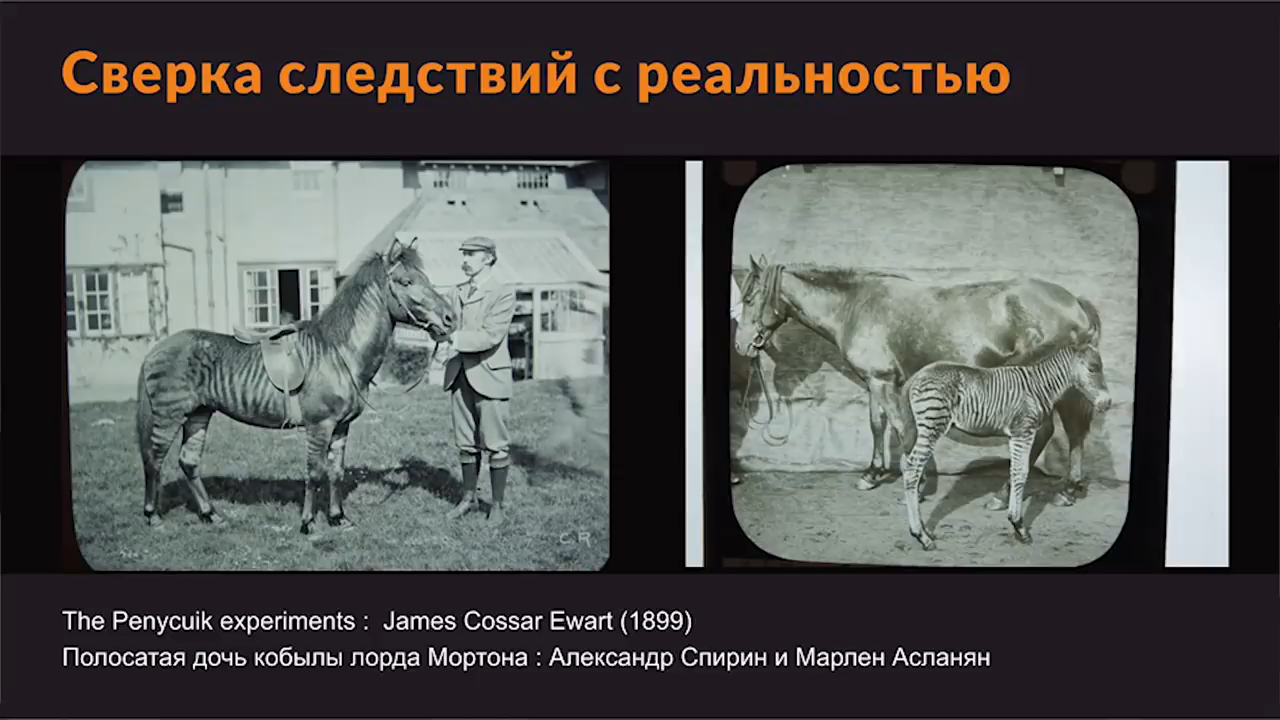 Сверка следствий с реальностью
C.R
The Penycuik experiments : James Cossar Ewart (1899)
Полосатая дочь кобылы лорда Мортона : Александр Спирин и Марлен Асланян